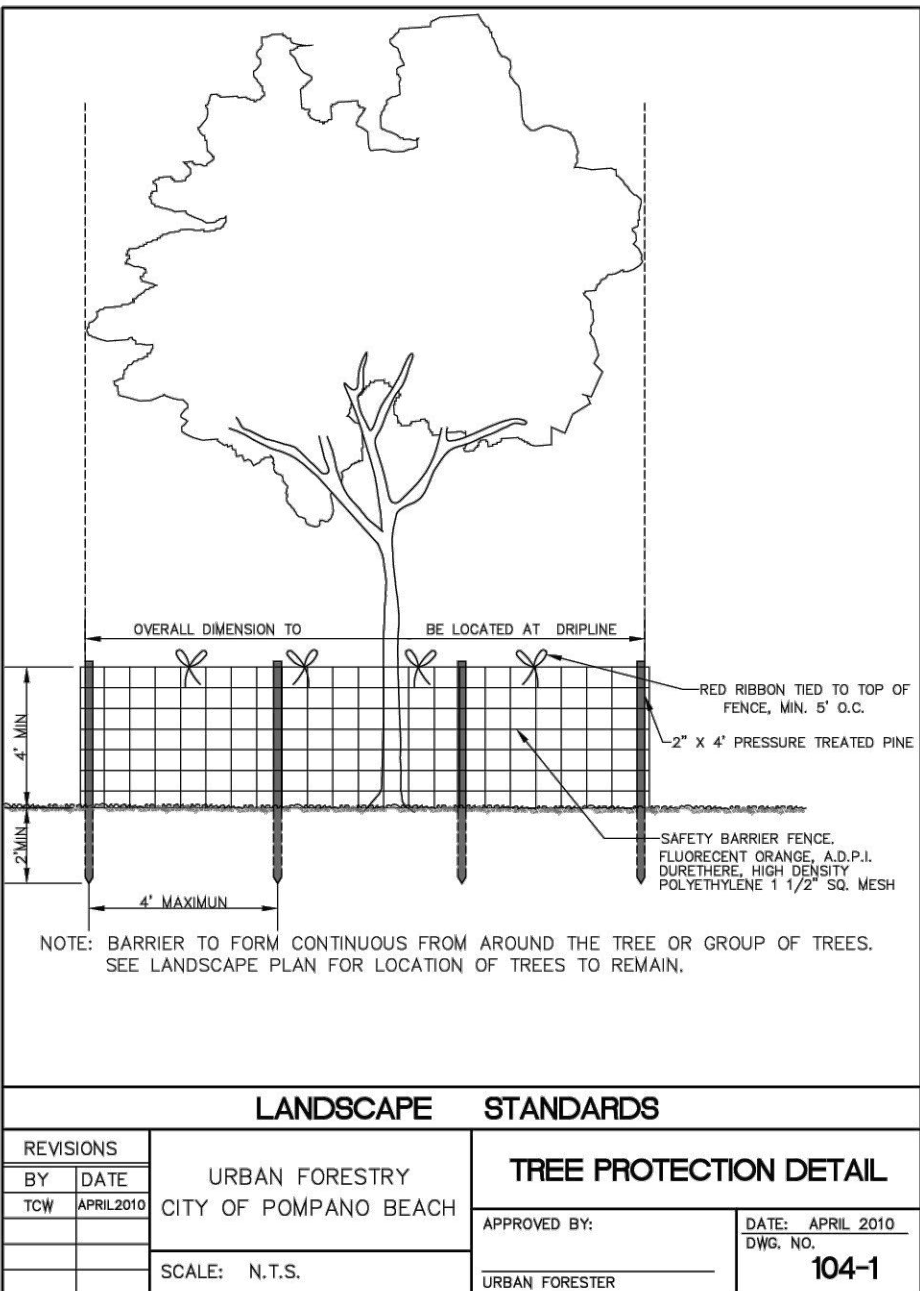 OVERALL DIMENSION TO BE LOCATED AT DRIPLINE
RED RIBBON TIED TO TOP OF
FENCE, MIN. 5' O.C.
4' MIN
2" X 4' PRESSURE TREATED PINE
2'MIN
SAFETY BARRIER FENCE.
FLUORECENT ORANGE, A.D.P.I.
DURETHERE, HIGH DENSITY
POLYETHYLENE 1 1/2" SQ. MESH
4' MAXIMUN
NOTE: BARRIER TO FORM CONTINUOUS FROM AROUND THE TREE OR GROUP OF TREES.
SEE LANDSCAPE PLAN FOR LOCATION OF TREES TO REMAIN.
LANDSCAPE STANDARDS
REVISIONS
BY DATE
TCW APRIL2010
URBAN FORESTRY
CITY OF POMPANO BEACH
SCALE: N.T.S.
TREE PROTECTION DETAIL
APPROVED BY:
URBAN FORESTER
DATE: APRIL 2010
DWG. NO.
104-1